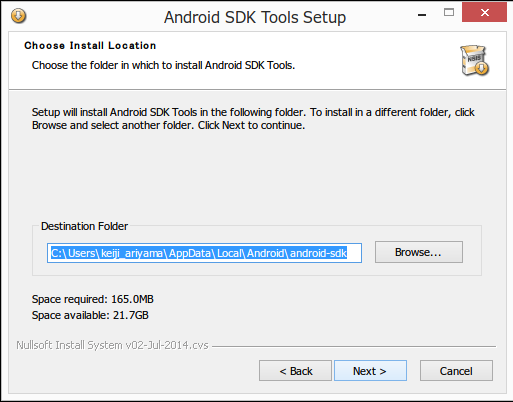 Android SDK Tools Setup
Choose Install Location
Choose the folder in which to install Android SDK Tools.
NSIS
Setup will install Android SDK Tools in the following folder. To install in a different folder, click
Browse and select another folder. Click Next to continue.
Destination Folder
C:\Users\keiji_ariyama\AppData\Local\Android\android-sdk
Browse...
Space required: 165.0MB
Space available: 21.7GB
Nullsoft Install System v02-Jul-2014.cvs
< Back
Next >
Cancel